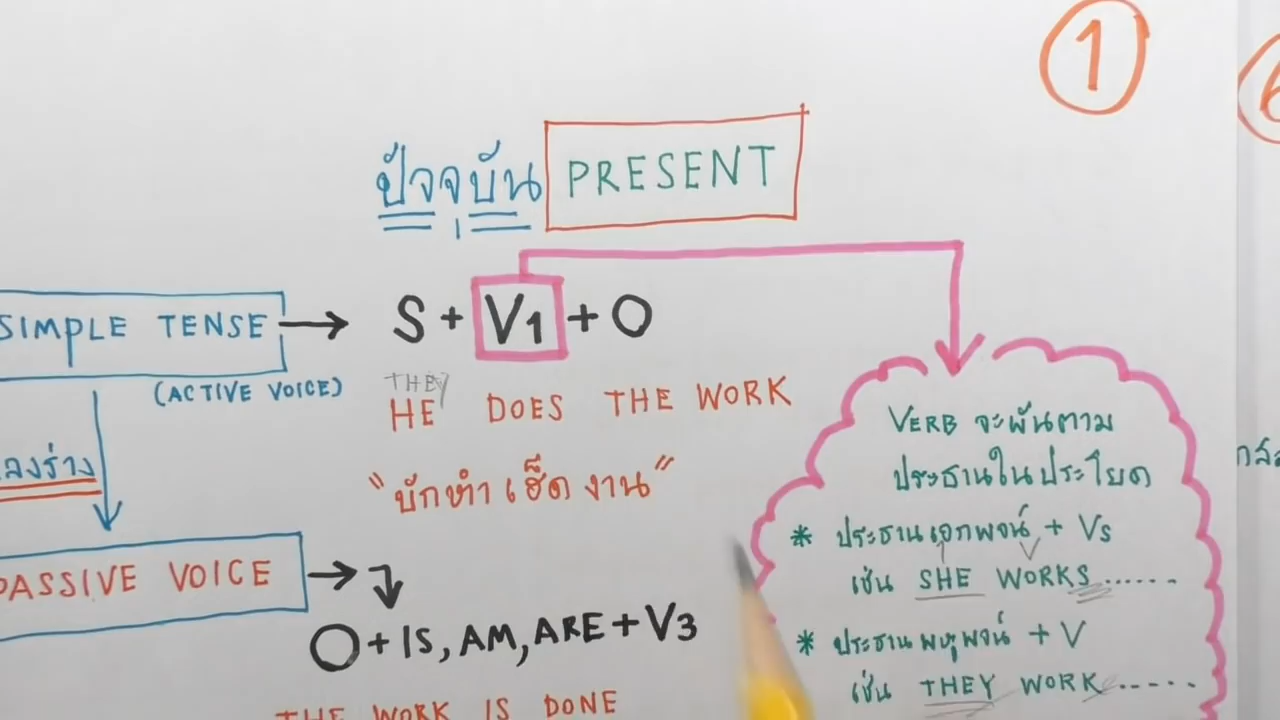 1
ปัจจุบัน PRESENT
SIMPLE TENSE → S + V1 + O
(ACTIVE VOICE)
THEY
HE DOES THE WORK
"บักหำ เฮ็ด งาน"
VERB จะผันตาม
ประธานในประโยค
* ประธานเอกพจน์ + Vs
เช่น SHE WORKS ......
* ประธานพหูพจน์ + V
เช่น THEY WORK .....
ลงร่าง
PASSIVE VOICE →
O + IS, AM, ARE + V3
THE WORK IS DONE